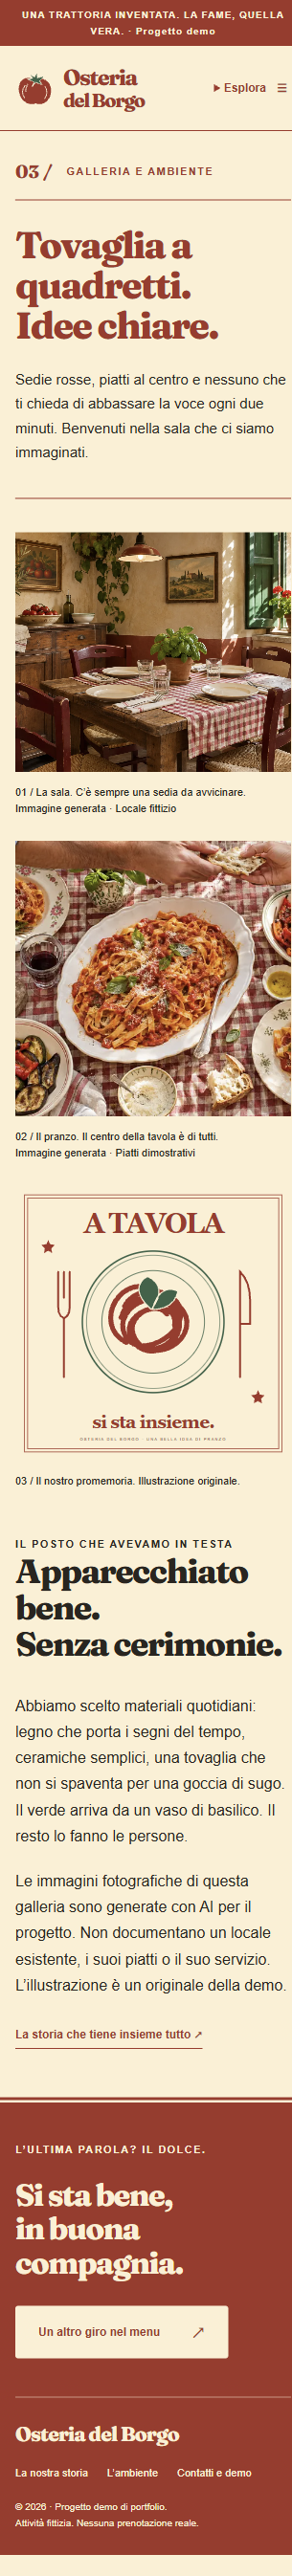 UNA TRATTORIA INVENTATA. LA FAME, QUELLA
VERA. · Progetto demo
Osteria
del Borgo
▶ Esplora ☰
03 / GALLERIA E AMBIENTE
Tovaglia a
quadretti.
Idee chiare.
Sedie rosse, piatti al centro e nessuno che
ti chieda di abbassare la voce ogni due
minuti. Benvenuti nella sala che ci siamo
immaginati.
01 / La sala. C’è sempre una sedia da avvicinare.
Immagine generata · Locale fittizio
02 / Il pranzo. Il centro della tavola è di tutti.
Immagine generata · Piatti dimostrativi
A TAVOLA
si sta insieme.
OSTERIA DEL BORGO · UNA BELLA IDEA DI PRANZO
03 / Il nostro promemoria. Illustrazione originale.
IL POSTO CHE AVEVAMO IN TESTA
Apparecchiato
bene.
Senza cerimonie.
Abbiamo scelto materiali quotidiani:
legno che porta i segni del tempo,
ceramiche semplici, una tovaglia che
non si spaventa per una goccia di sugo.
Il verde arriva da un vaso di basilico. Il
resto lo fanno le persone.
Le immagini fotografiche di questa
galleria sono generate con AI per il
progetto. Non documentano un locale
esistente, i suoi piatti o il suo servizio.
L’illustrazione è un originale della demo.
La storia che tiene insieme tutto ↗
L’ULTIMA PAROLA? IL DOLCE.
Si sta bene,
in buona
compagnia.
Un altro giro nel menu ↗
Osteria del Borgo
La nostra storia L’ambiente Contatti e demo
© 2026 · Progetto demo di portfolio.
Attività fittizia. Nessuna prenotazione reale.